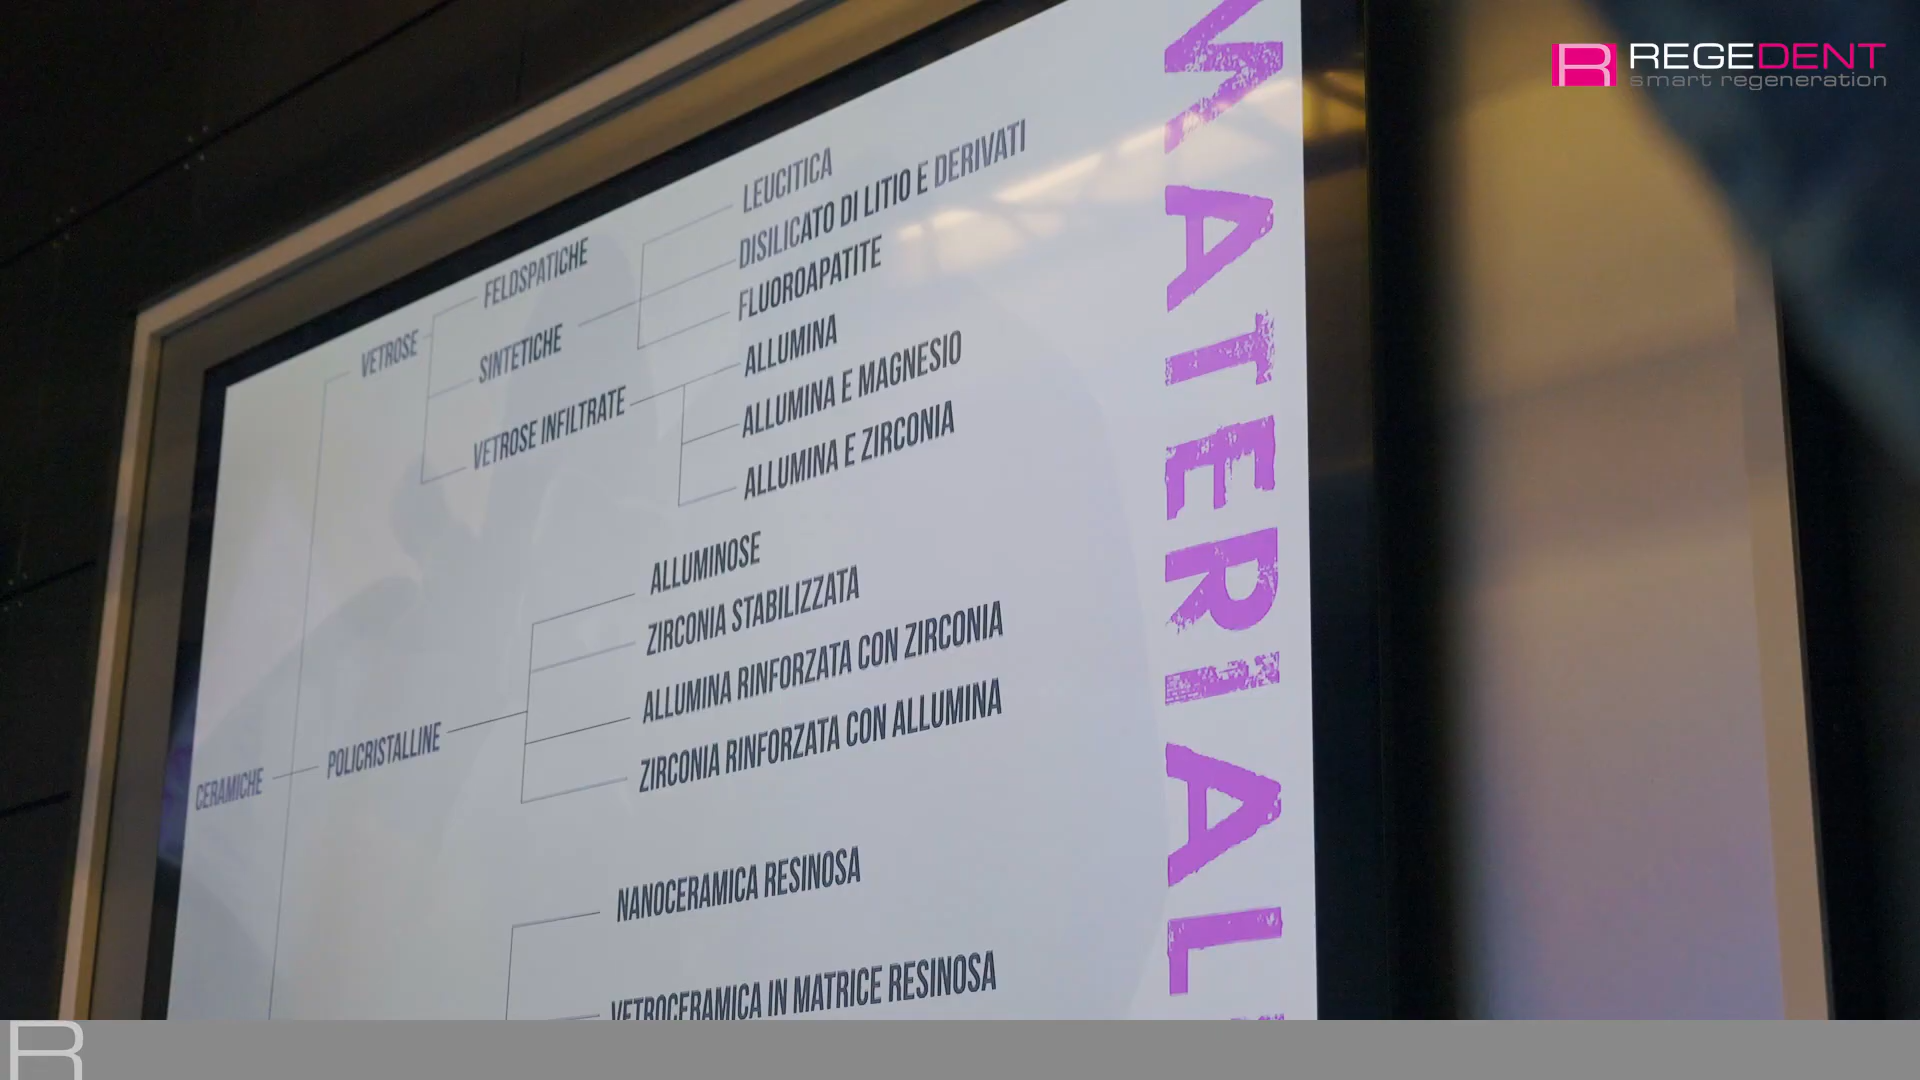 REGEDENT
smart regeneration
LEUCITICA
DISILICATO DI LITIO E DERIVATI
FLUOROAPATITE
FELDSPATICHE
VETROSE
SINTETICHE
VETROSE INFILTRATE
ALLUMINA
ALLUMINA E MAGNESIO
ALLUMINA E ZIRCONIA
ALLUMINOSE
ZIRCONIA STABILIZZATA
ALLUMINA RINFORZATA CON ZIRCONIA
ZIRCONIA RINFORZATA CON ALLUMINA
POLICRISTALLINE
CERAMICHE
NANOCERAMICA RESINOSA
VETROCERAMICA IN MATRICE RESINOSA
MATERIAL
R